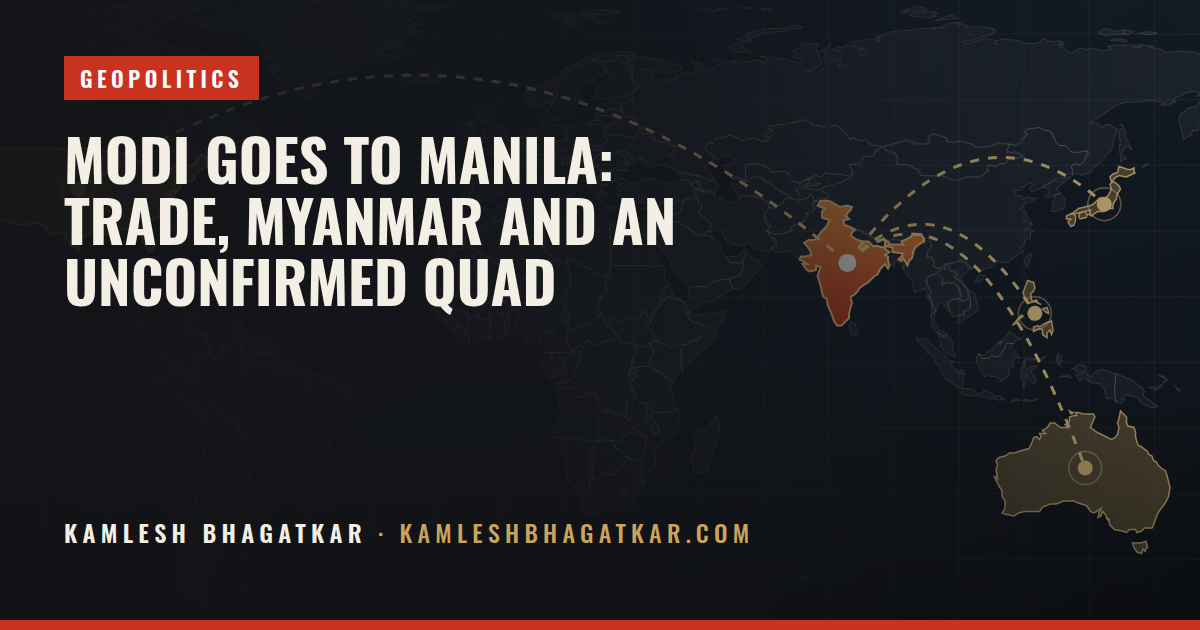 GEOPOLITICS
MODI GOES TO MANILA:
TRADE, MYANMAR AND AN
UNCONFIRMED QUAD
KAMLESH BHAGATKAR · KAMLESHBHAGATKAR.COM